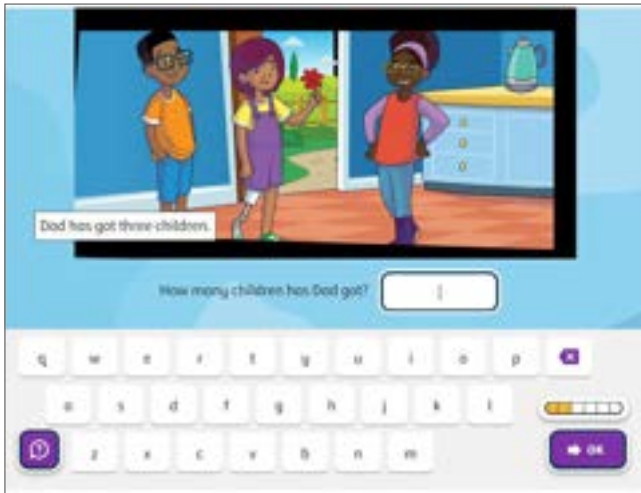 Dad has got three children.
How many children has Dad got?
q w e r t y u i o p
a s d f g h j k l
z x c v b n m
OK